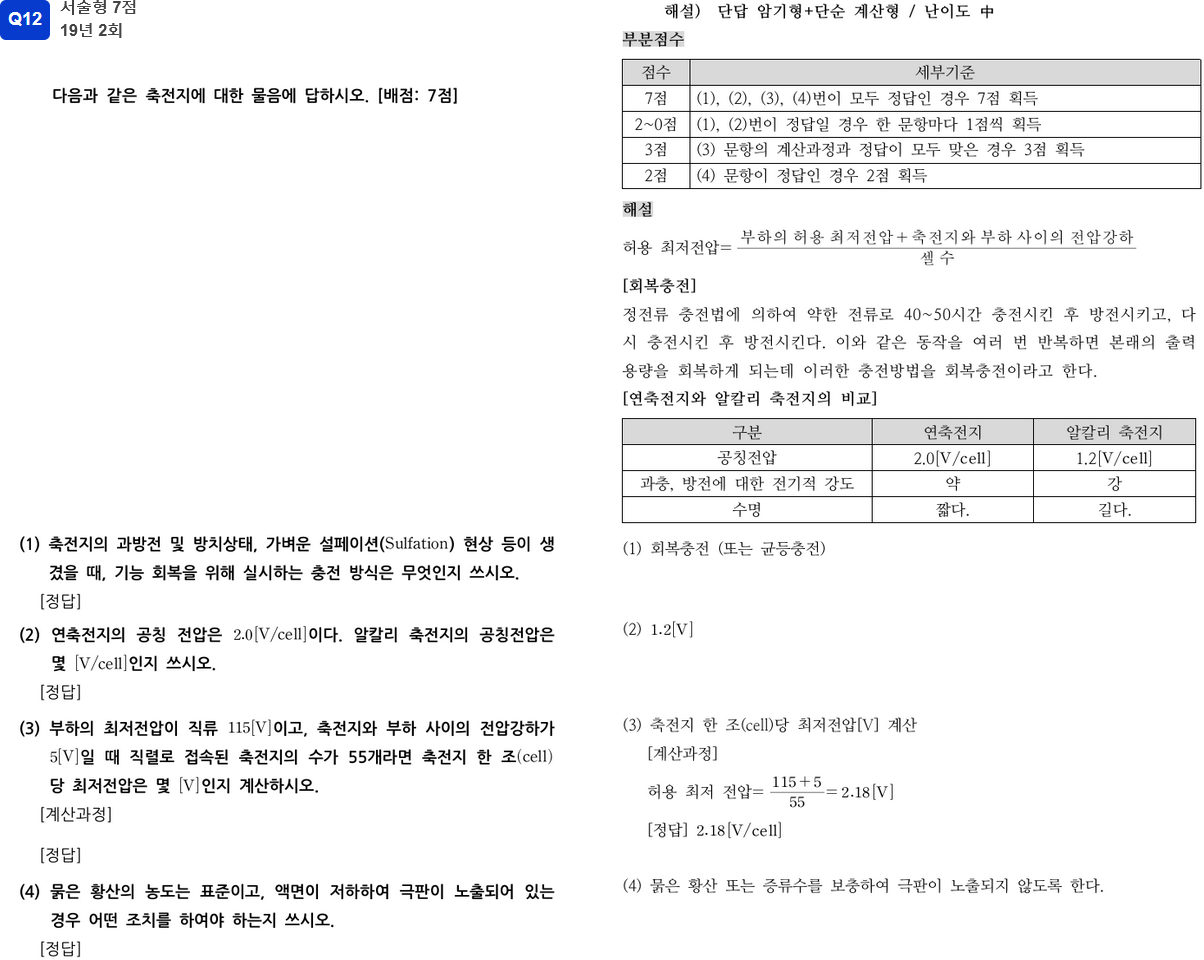 Q12
서술형 7점
19년 2회
다음과 같은 축전지에 대한 물음에 답하시오. [배점: 7점]
(1) 축전지의 과방전 및 방치상태, 가벼운 설페이션(Sulfation) 현상 등이 생
겼을 때, 기능 회복을 위해 실시하는 충전 방식은 무엇인지 쓰시오.
[정답]
(2) 연축전지의 공칭 전압은 2.0[V/cell]이다. 알칼리 축전지의 공칭전압은
몇 [V/cell]인지 쓰시오.
[정답]
(3) 부하의 최저전압이 직류 115[V]이고, 축전지와 부하 사이의 전압강하가
5[V]일 때 직렬로 접속된 축전지의 수가 55개라면 축전지 한 조(cell)
당 최저전압은 몇 [V]인지 계산하시오.
[계산과정]
[정답]
(4) 묽은 황산의 농도는 표준이고, 액면이 저하하여 극판이 노출되어 있는
경우 어떤 조치를 하여야 하는지 쓰시오.
[정답]
해설) 단답 암기형+단순 계산형 / 난이도 中
부분점수
점수 세부기준
7점 (1), (2), (3), (4)번이 모두 정답인 경우 7점 획득
2~0점 (1), (2)번이 정답일 경우 한 문항마다 1점씩 획득
3점 (3) 문항의 계산과정과 정답이 모두 맞은 경우 3점 획득
2점 (4) 문항이 정답인 경우 2점 획득
해설
허용 최저전압= 부하의 허용 최저전압+축전지와 부하 사이의 전압강하
셀 수
[회복충전]
정전류 충전법에 의하여 약한 전류로 40~50시간 충전시킨 후 방전시키고, 다
시 충전시킨 후 방전시킨다. 이와 같은 동작을 여러 번 반복하면 본래의 출력
용량을 회복하게 되는데 이러한 충전방법을 회복충전이라고 한다.
[연축전지와 알칼리 축전지의 비교]
구분 연축전지 알칼리 축전지
공칭전압 2.0[V/cell] 1.2[V/cell]
과충, 방전에 대한 전기적 강도 약 강
수명 짧다. 길다.
(1) 회복충전 (또는 균등충전)
(2) 1.2[V]
(3) 축전지 한 조(cell)당 최저전압[V] 계산
[계산과정]
허용 최저 전압= 115+5
55 =2.18[V]
[정답] 2.18[V/cell]
(4) 묽은 황산 또는 증류수를 보충하여 극판이 노출되지 않도록 한다.